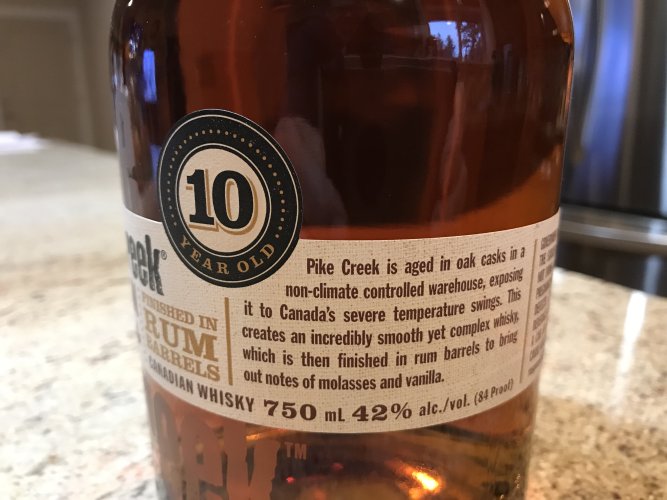 10
YEAR OLD
eek®
FINISHED IN
RUM
BARRELS
CANADIAN WHISKY 750 mL 42% alc./vol. (84 Proof)
Pike Creek is aged in oak casks in a
non-climate controlled warehouse, exposing
it to Canada's severe temperature swings. This
creates an incredibly smooth yet complex whisky,
which is then finished in rum barrels to bring
out notes of molasses and vanilla.
TM